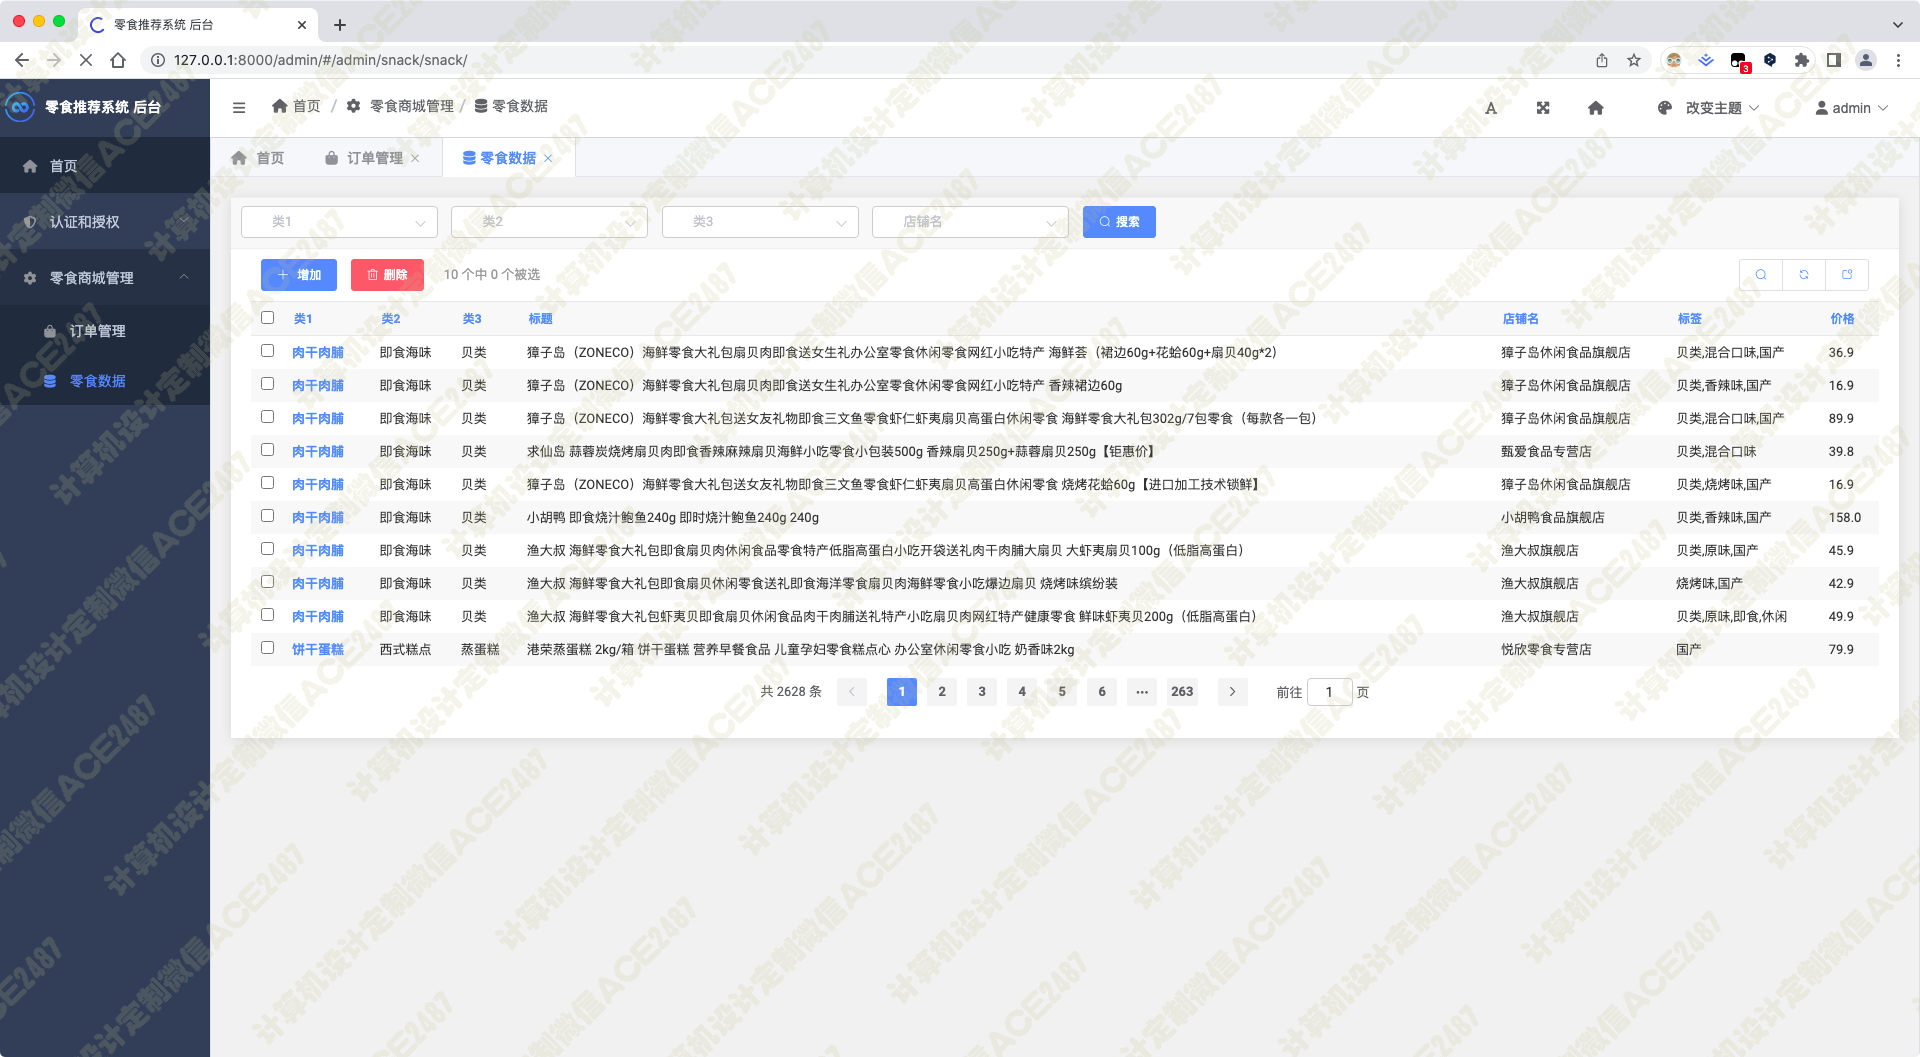 零食推荐系统 后台
127.0.0.1:8000/admin/#/admin/snack/snack/
3
零食推荐系统 后台
首页 / 零食商城管理 / 零食数据
改变主题
admin
首页
认证和授权
零食商城管理
订单管理
零食数据
首页 订单管理 零食数据
类1 类2 类3 店铺名 搜索
增加 删除 10 个中 0 个被选
类1 类2 类3 标题 店铺名 标签 价格
肉干肉脯 即食海味 贝类 獐子岛（ZONECO）海鲜零食大礼包扇贝肉即食送女生礼办公室零食休闲零食网红小吃特产 海鲜荟（裙边60g+花蛤60g+扇贝40g*2） 獐子岛休闲食品旗舰店 贝类,混合口味,国产 36.9
肉干肉脯 即食海味 贝类 獐子岛（ZONECO）海鲜零食大礼包扇贝肉即食送女生礼办公室零食休闲零食网红小吃特产 香辣裙边60g 獐子岛休闲食品旗舰店 贝类,香辣味,国产 16.9
肉干肉脯 即食海味 贝类 獐子岛（ZONECO）海鲜零食大礼包送女友礼物即食三文鱼零食虾仁虾夷扇贝高蛋白休闲零食 海鲜零食大礼包302g/7包零食（每款各一包） 獐子岛休闲食品旗舰店 贝类,混合口味,国产 89.9
肉干肉脯 即食海味 贝类 求仙岛 蒜蓉炭烧烤扇贝肉即食香辣麻辣扇贝海鲜小吃零食小包装500g 香辣扇贝250g+蒜蓉扇贝250g【钜惠价】 甄爱食品专营店 贝类,混合口味 39.8
肉干肉脯 即食海味 贝类 獐子岛（ZONECO）海鲜零食大礼包送女友礼物即食三文鱼零食虾仁虾夷扇贝高蛋白休闲零食 烧烤花蛤60g【进口加工技术锁鲜】 獐子岛休闲食品旗舰店 贝类,烧烤味,国产 16.9
肉干肉脯 即食海味 贝类 小胡鸭 即食烧汁鲍鱼240g 即时烧汁鲍鱼240g 240g 小胡鸭食品旗舰店 贝类,香辣味,国产 158.0
肉干肉脯 即食海味 贝类 渔大叔 海鲜零食大礼包即食扇贝肉休闲食品零食特产低脂高蛋白小吃开袋送礼肉干肉脯大扇贝 大虾夷扇贝100g（低脂高蛋白） 渔大叔旗舰店 贝类,原味,国产 45.9
肉干肉脯 即食海味 贝类 渔大叔 海鲜零食大礼包即食扇贝休闲零食送礼即食海洋零食扇贝肉海鲜零食小吃爆边扇贝 烧烤味缤纷装 渔大叔旗舰店 烧烤味,国产 42.9
肉干肉脯 即食海味 贝类 渔大叔 海鲜零食大礼包虾夷贝即食扇贝休闲食品肉干肉脯送礼特产小吃扇贝肉网红特产健康零食 鲜味虾夷贝200g（低脂高蛋白） 渔大叔旗舰店 贝类,原味,即食,休闲 49.9
饼干蛋糕 西式糕点 蒸蛋糕 港荣蒸蛋糕 2kg/箱 饼干蛋糕 营养早餐食品 儿童孕妇零食糕点心 办公室休闲零食小吃 奶香味2kg 悦欣零食专营店 国产 79.9
共 2628 条 1 2 3 4 5 6 ··· 263 前往 1 页
计算机设计定制微信ACE2487